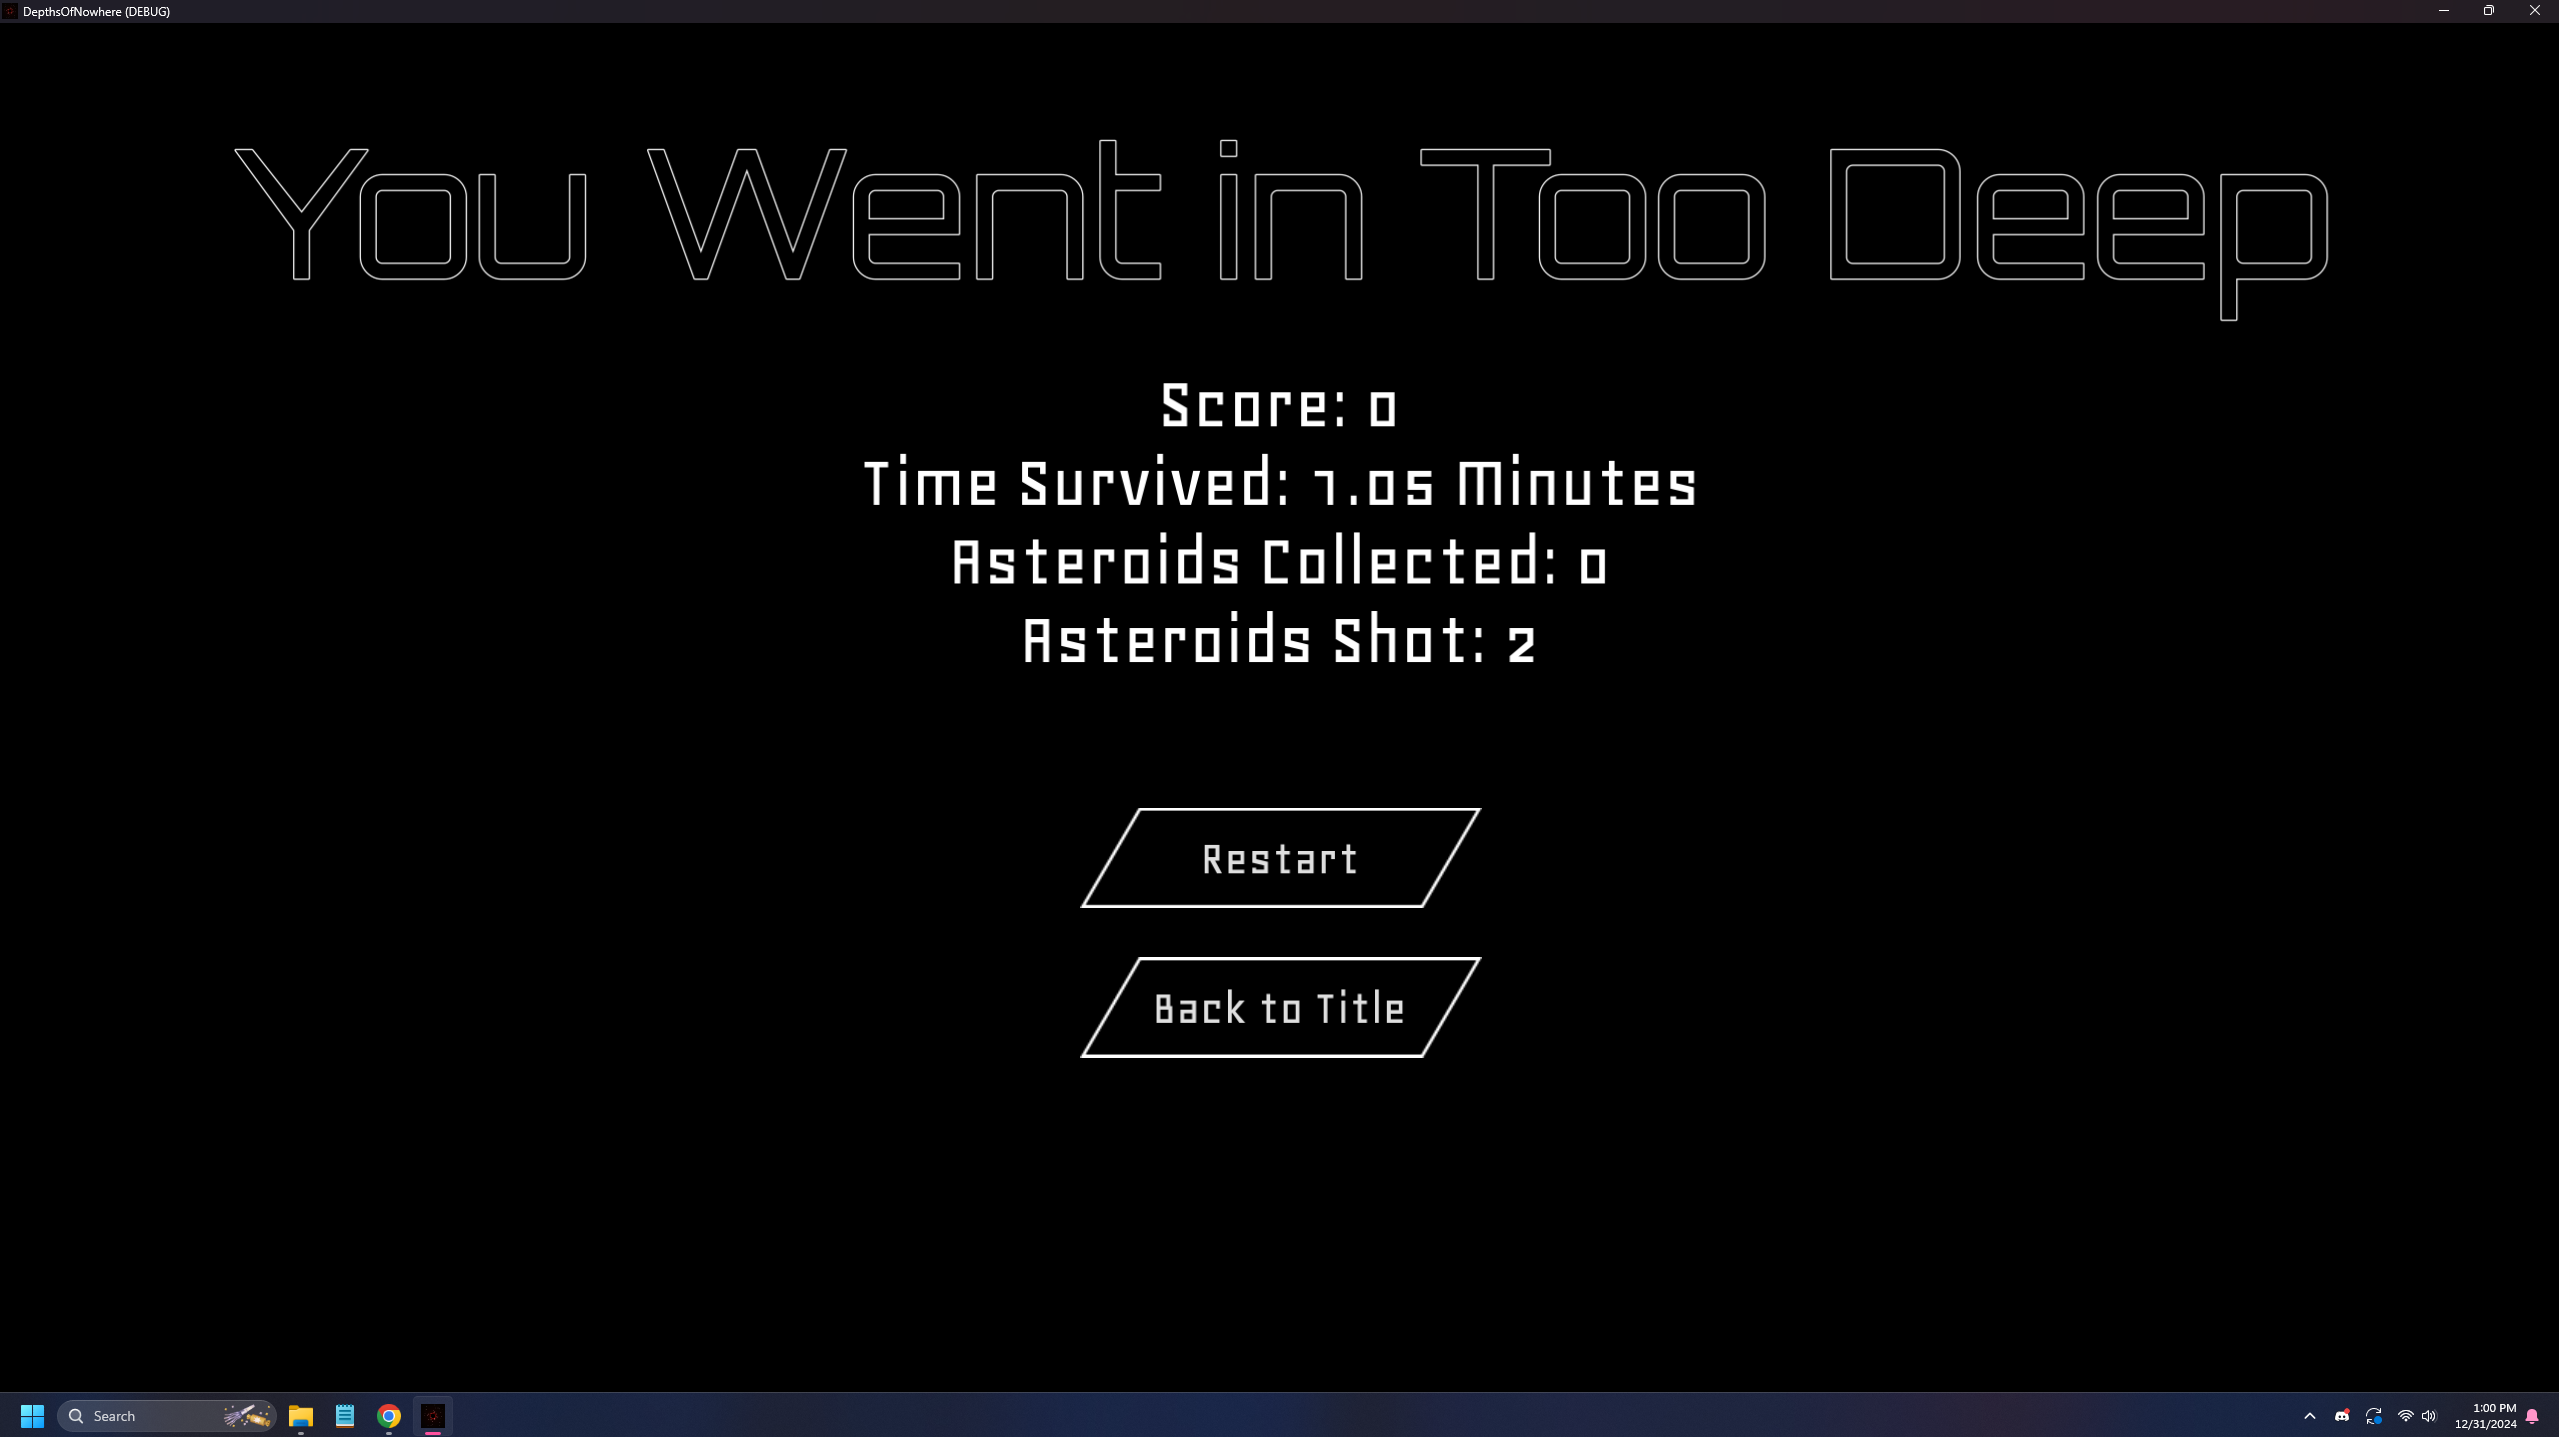 DepthsOfNowhere (DEBUG)
You Went in Too Deep
Score: 0
Time Survived: 1.05 Minutes
Asteroids Collected: 0
Asteroids Shot: 2
Restart
Back to Title
Search
1:00 PM
12/31/2024